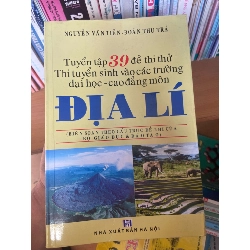 NGUYỄN VĂN TIẾN - ĐOÀN THU TRÀ
Tuyển tập 39 đề thi thử
Thi tuyển sinh vào các trường
đại học - cao đẳng môn
ĐỊA LÍ
NHÀ XUẤT BẢN HÀ NỘI